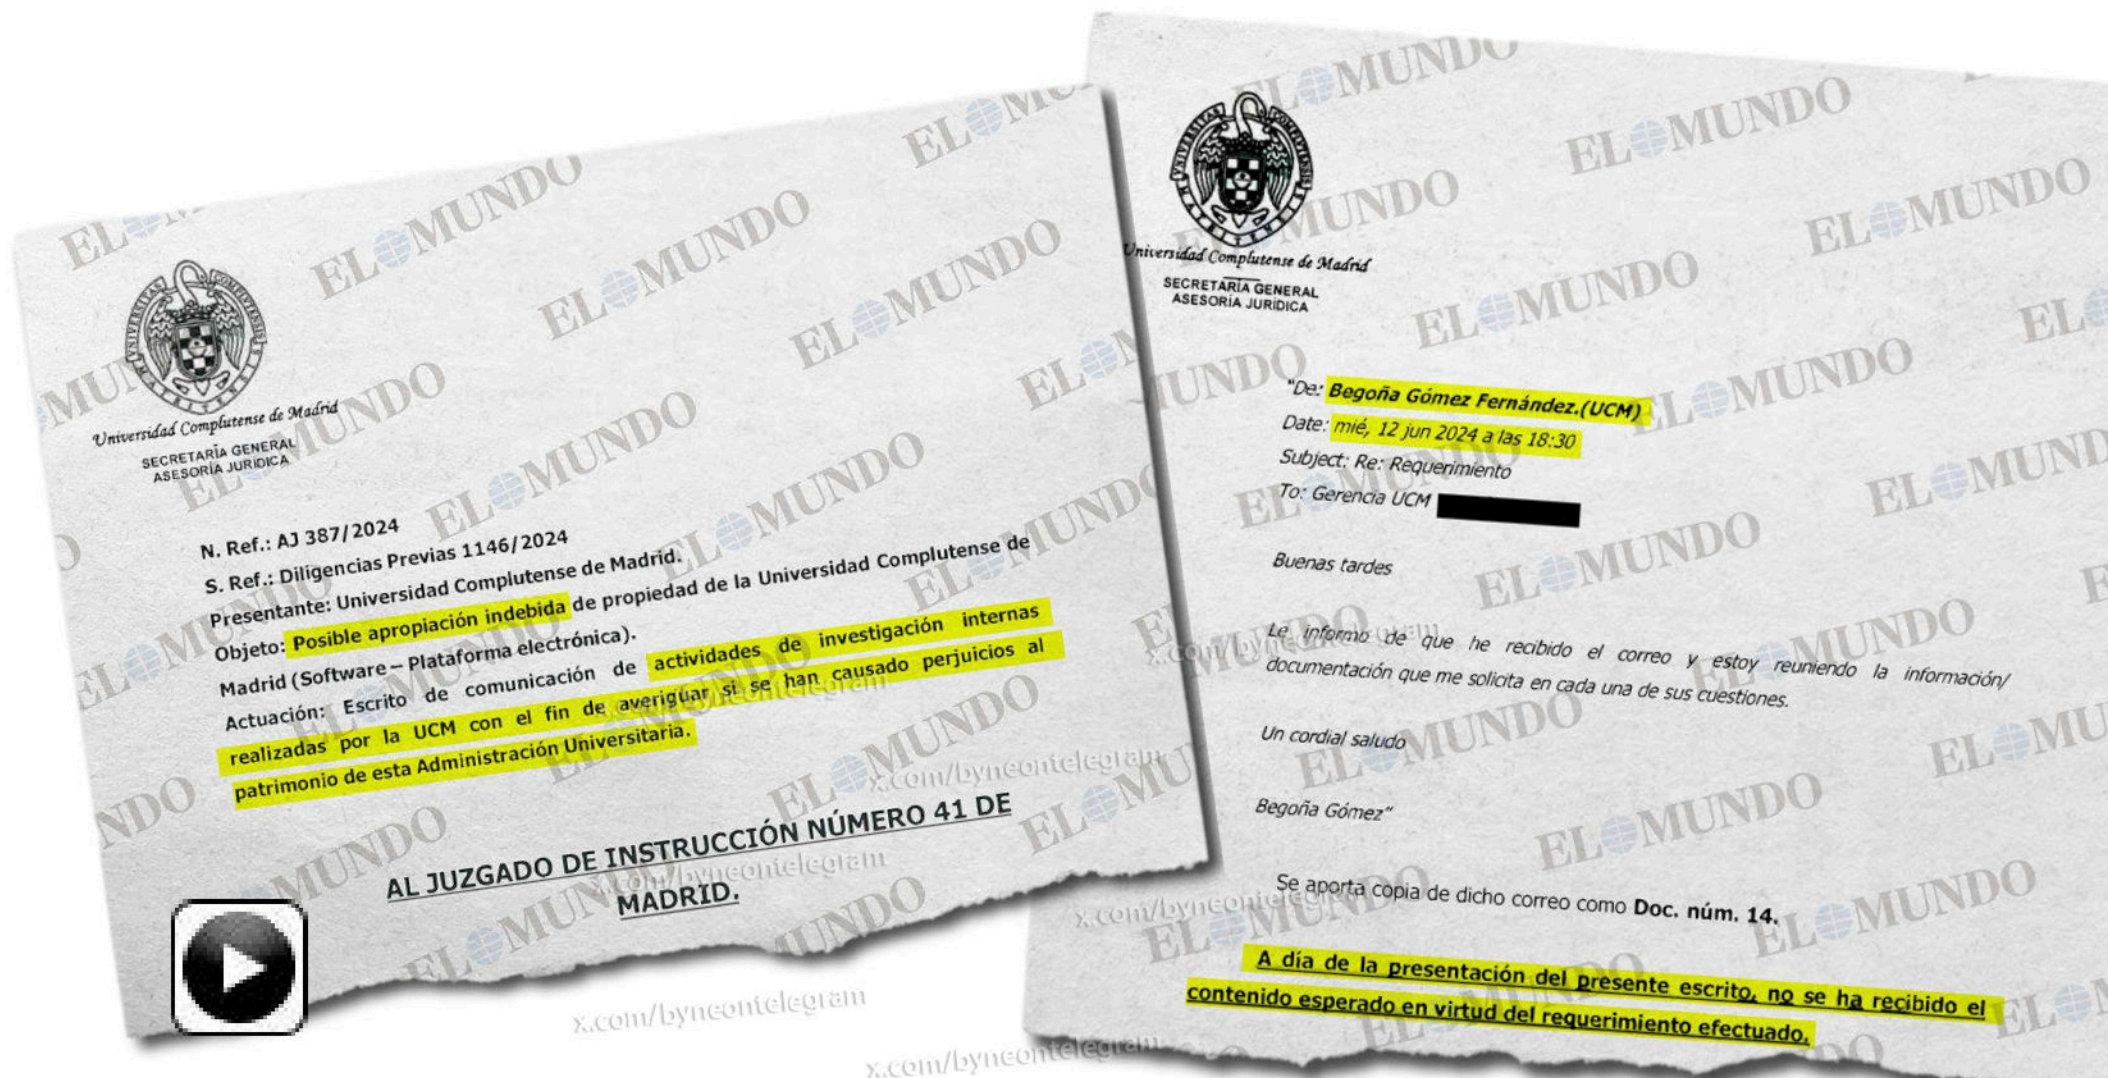 Universidad Complutense de Madrid
SECRETARÍA GENERAL
ASESORÍA JURÍDICA
N. Ref.: AJ 387/2024
S. Ref.: Diligencias Previas 1146/2024
Presentante: Universidad Complutense de Madrid.
Objeto: Posible apropiación indebida de propiedad de la Universidad Complutense de
Madrid (Software – Plataforma electrónica).
Actuación: Escrito de comunicación de actividades de investigación internas
realizadas por la UCM con el fin de averiguar si se han causado perjuicios al
patrimonio de esta Administración Universitaria.
AL JUZGADO DE INSTRUCCIÓN NÚMERO 41 DE
MADRID.
Universidad Complutense de Madrid
SECRETARÍA GENERAL
ASESORÍA JURÍDICA
"De: Begoña Gómez Fernández.(UCM)
Date: mié, 12 jun 2024 a las 18:30
Subject: Re: Requerimiento
To: Gerencia UCM
Buenas tardes
Le informo de que he recibido el correo y estoy reuniendo la información/
documentación que me solicita en cada una de sus cuestiones.
Un cordial saludo
Begoña Gómez"
Se aporta copia de dicho correo como Doc. núm. 14.
A día de la presentación del presente escrito, no se ha recibido el
contenido esperado en virtud del requerimiento efectuado.
EL MUNDO
x.com/byneontelegram